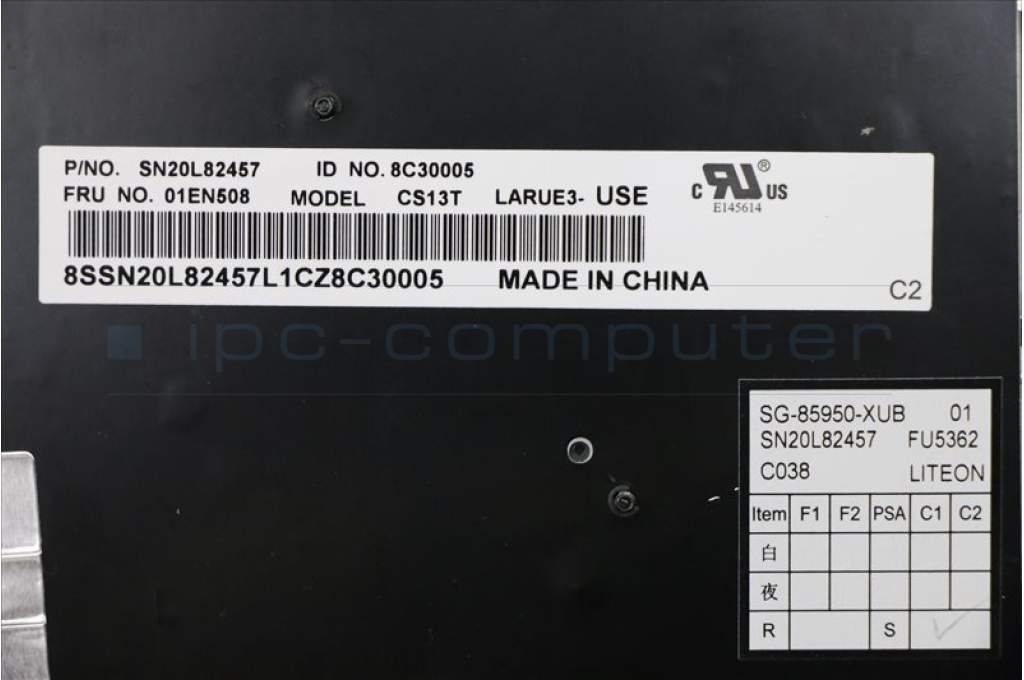 P/NO. SN20L82457 ID NO. 8C30005
FRU NO. 01EN508 MODEL CS13T LARUE3- USE
8SSN20L82457L1CZ8C30005 MADE IN CHINA
C RU ® US
E145614
C2
ipc-computer
SG-85950-XUB 01
SN20L82457 FU5362
C038 LITEON
Item F1 F2 PSA C1 C2
白
夜
R S